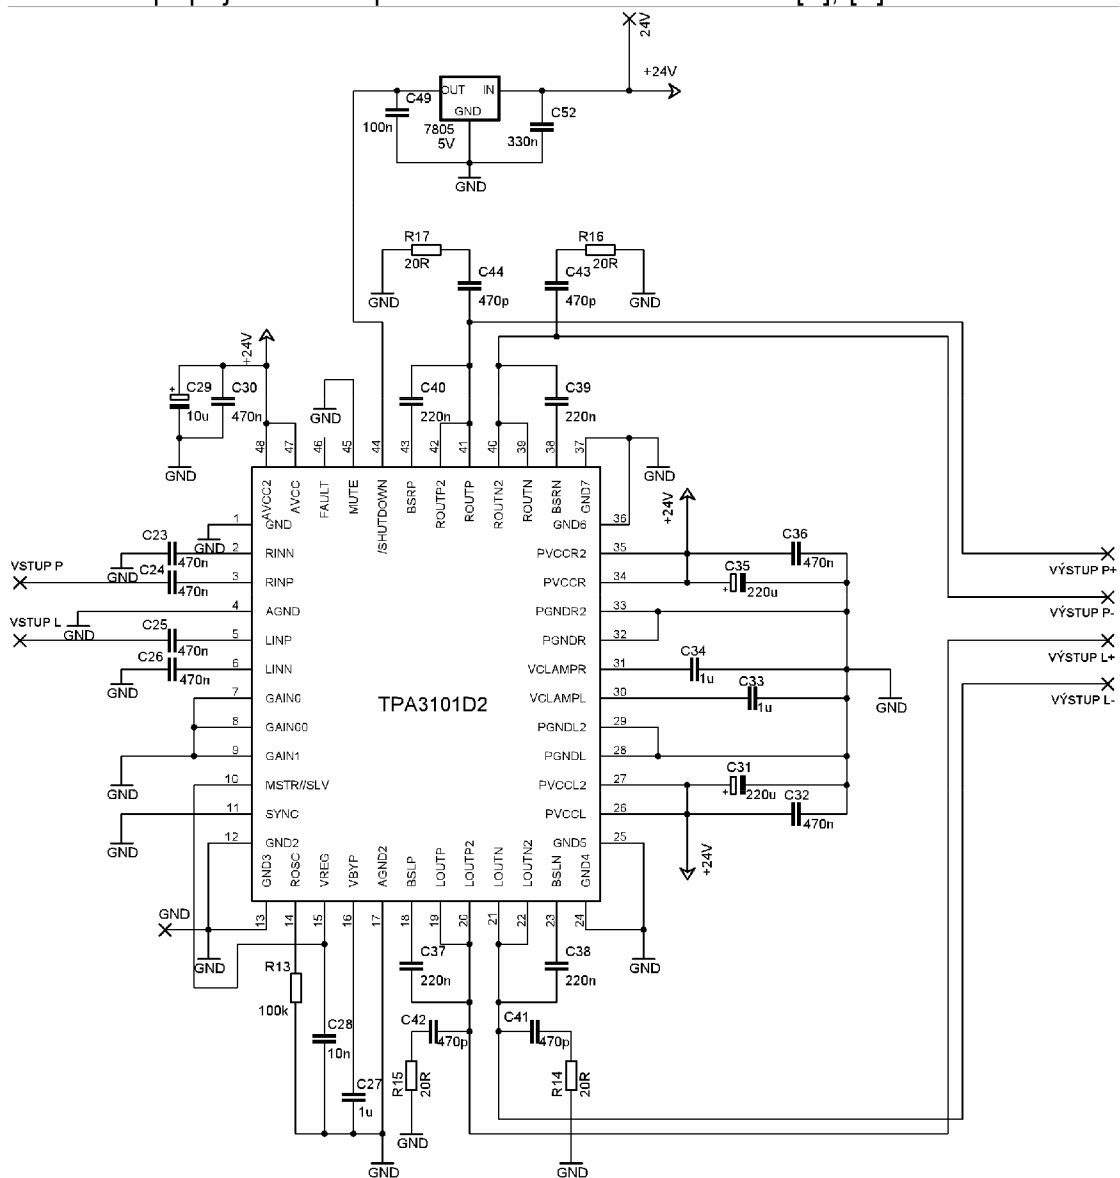 24V
+24V
C49
100n
OUT IN
GND
7805
5V
C52
330n
GND
R17
20R
R16
20R
GND
C44
470p
C43
470p
GND
+24V
C29
10u
C30
470n
GND
GND
C40
220n
C39
220n
GND
48 47 46 45 44 43 42 41 40 39 38 37
AVCC2 AVCC FAULT MUTE /SHUTDOWN BSRP ROUTP2 ROUTP ROUTN2 ROUTN BSRN GND7
1 GND
GND
GND6 36
+24V
C23
470n
2 RINN
GND
PVCCR2 35
C36
470n
VSTUP P
C24
470n
3 RINP
PVCCR 34
C35
220u
VÝSTUP P+
4 AGND
GND
PGNDR2 33
VÝSTUP P-
VSTUP L
C25
470n
5 LINP
PGNDR 32
VÝSTUP L+
C26
470n
6 LINN
GND
VCLAMPR 31
C34
1u
VÝSTUP L-
7 GAIN0
VCLAMPL 30
C33
1u
GND
TPA3101D2
8 GAIN00
PGNDL2 29
9 GAIN1
GND
PGNDL 28
10 MSTR//SLV
PVCCL2 27
C31
220u
11 SYNC
GND
PVCCL 26
C32
470n
12 GND2
GND5 25
+24V
GND3 ROSC VREG VBYP AGND2 BSLP LOUTP LOUTP2 LOUTN LOUTN2 BSLN GND4
13 14 15 16 17 18 19 20 21 22 23 24
GND
GND
R13
100k
C37
220n
C38
220n
GND
C28
10n
C42
470p
C41
470p
R15
20R
R14
20R
C27
1u
GND
GND
GND